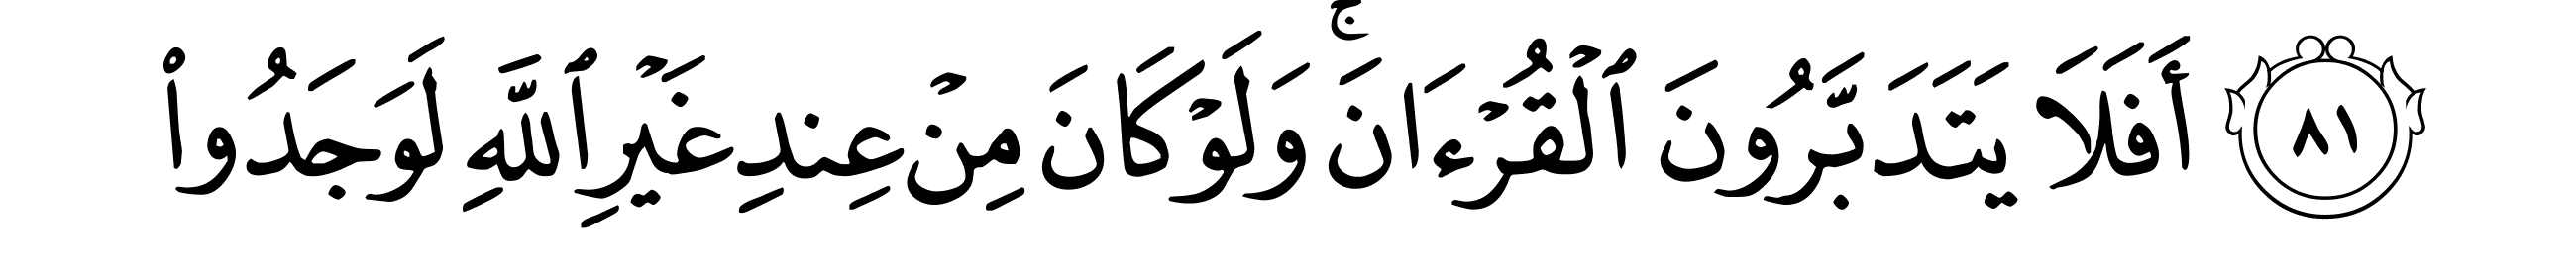 ٨١ أَفَلَا يَتَدَبَّرُونَ ٱلۡقُرۡءَانَۚ وَلَوۡ كَانَ مِنۡ عِندِ غَيۡرِ ٱللَّهِ لَوَجَدُواْ